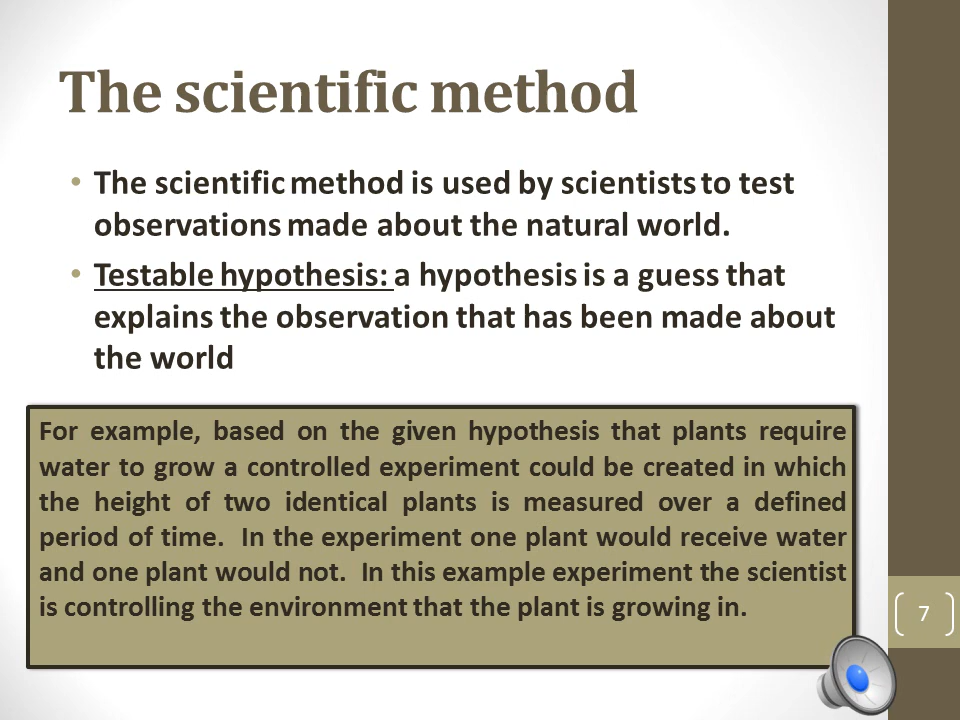 The scientific method
• The scientific method is used by scientists to test
observations made about the natural world.
• Testable hypothesis: a hypothesis is a guess that
explains the observation that has been made about
the world
For example, based on the given hypothesis that plants require
water to grow a controlled experiment could be created in which
the height of two identical plants is measured over a defined
period of time.  In the experiment one plant would receive water
and one plant would not.  In this example experiment the scientist
is controlling the environment that the plant is growing in.
7